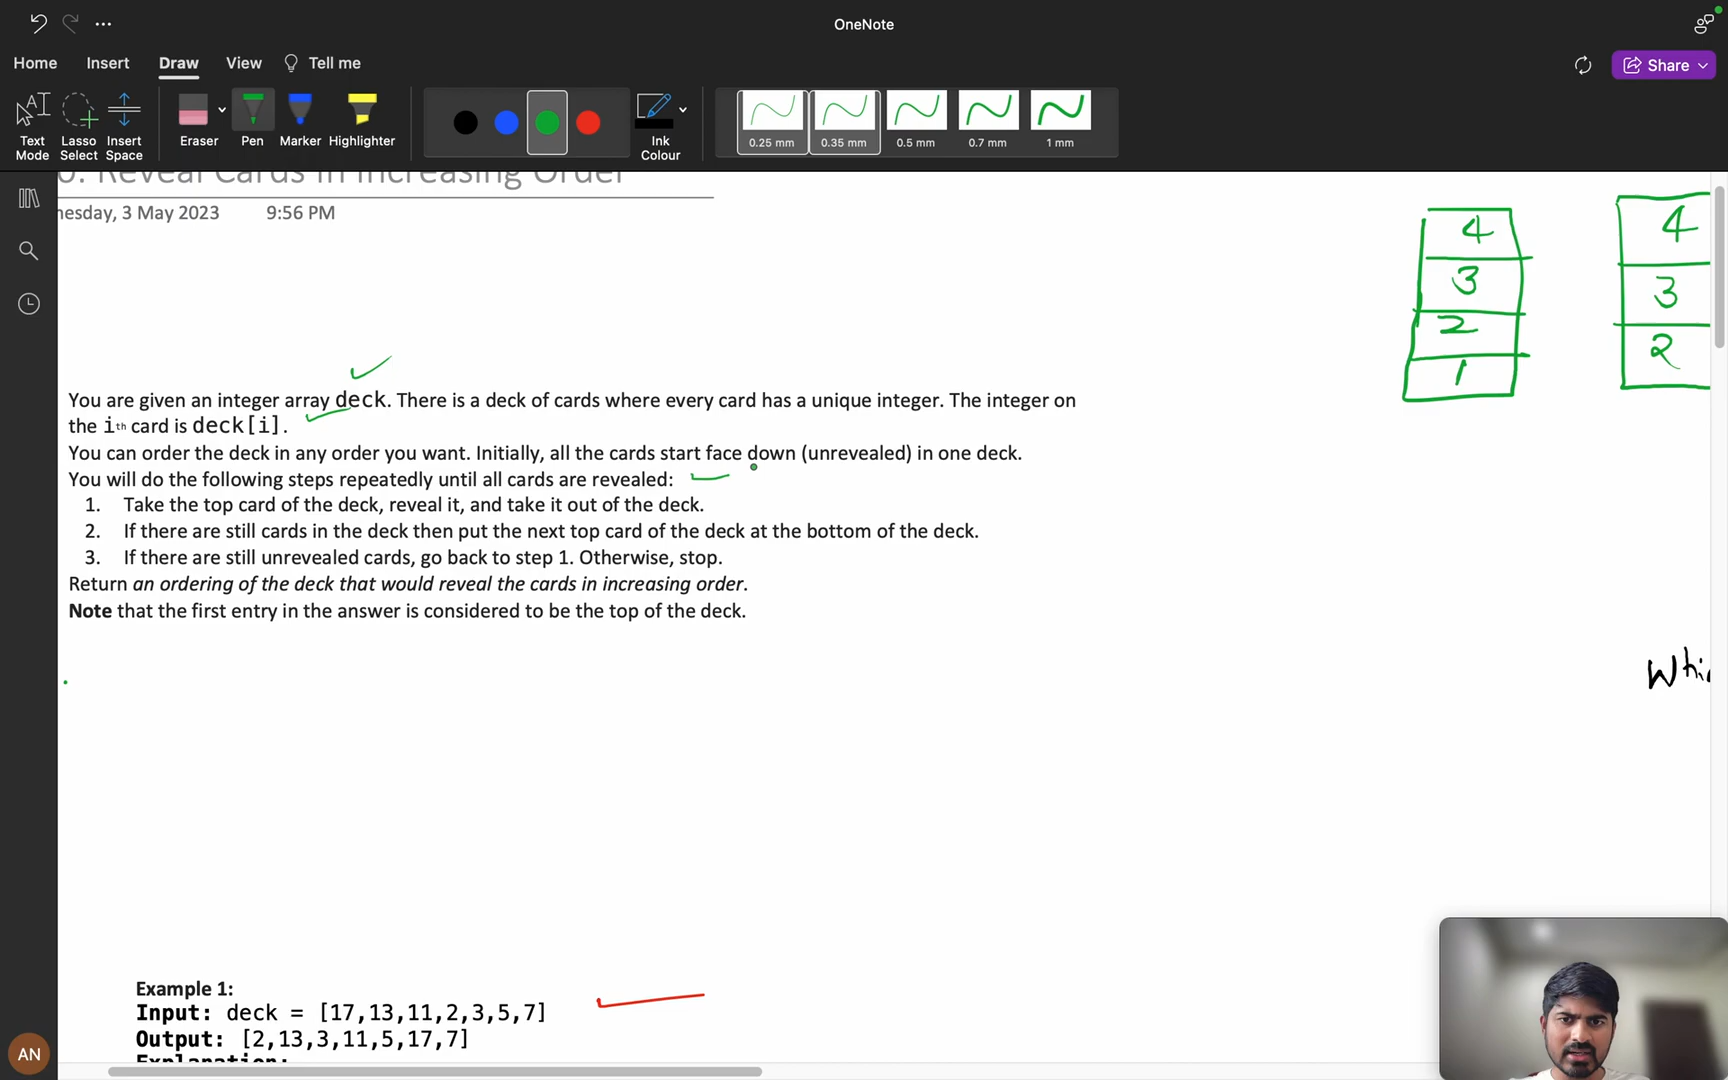 OneNote
Home Insert Draw View Tell me
Share
Text Mode
Lasso Select
Insert Space
Eraser
Pen
Marker
Highlighter
Ink Colour
0.25 mm
0.35 mm
0.5 mm
0.7 mm
1 mm
Reveal Cards In Increasing Order
nesday, 3 May 2023 9:56 PM
4
3
2
1
4
3
2
You are given an integer array deck. There is a deck of cards where every card has a unique integer. The integer on
the ith card is deck[i].
You can order the deck in any order you want. Initially, all the cards start face down (unrevealed) in one deck.
You will do the following steps repeatedly until all cards are revealed:
1. Take the top card of the deck, reveal it, and take it out of the deck.
2. If there are still cards in the deck then put the next top card of the deck at the bottom of the deck.
3. If there are still unrevealed cards, go back to step 1. Otherwise, stop.
Return an ordering of the deck that would reveal the cards in increasing order.
Note that the first entry in the answer is considered to be the top of the deck.
Whi
Example 1:
Input: deck = [17,13,11,2,3,5,7]
Output: [2,13,3,11,5,17,7]
Explanation:
AN